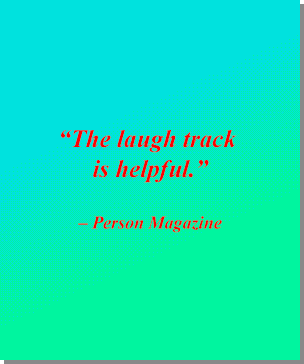 “The laugh track
is helpful.”
– Person Magazine